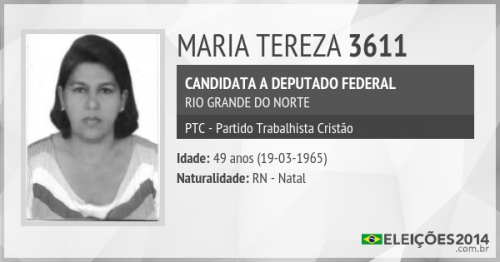 MARIA TEREZA 3611
CANDIDATA A DEPUTADO FEDERAL
RIO GRANDE DO NORTE
PTC - Partido Trabalhista Cristão
Idade: 49 anos (19-03-1965)
Naturalidade: RN - Natal
ELEIÇÕES2014
.com.br